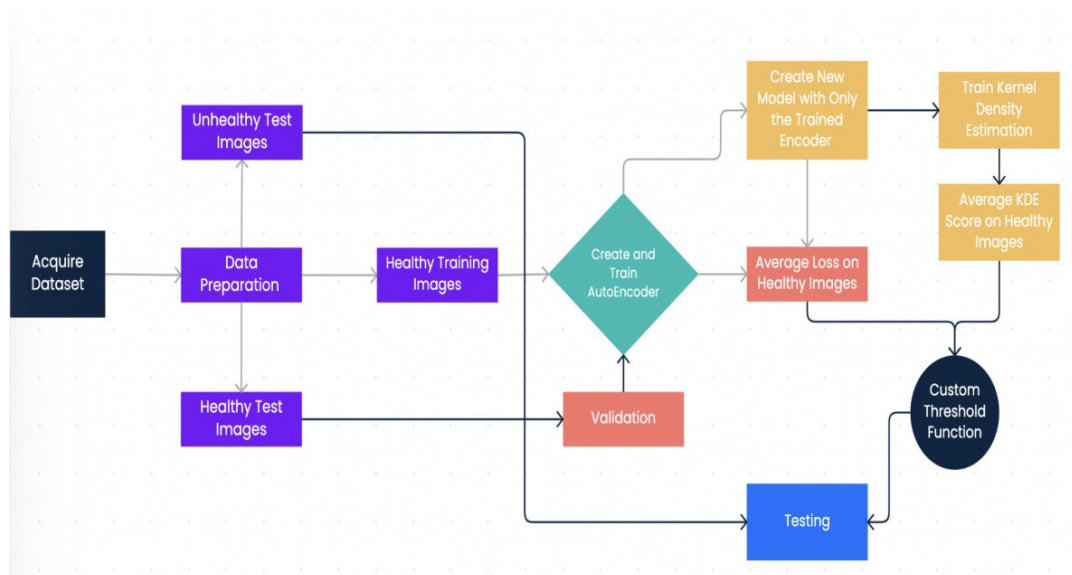 Create New
Model with Only
the Trained
Encoder
Train Kernel
Density
Estimation
Unhealthy Test
Images
Average KDE
Score on Healthy
Images
Acquire
Dataset
Data
Preparation
Healthy Training
Images
Create and
Train
AutoEncoder
Average Loss on
Healthy Images
Healthy Test
Images
Validation
Custom
Threshold
Function
Testing